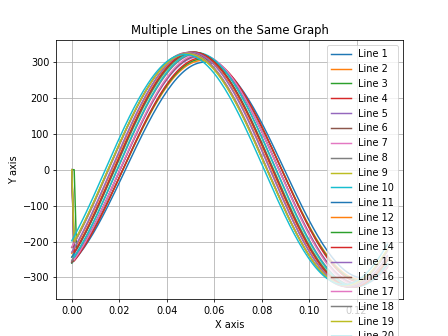 Multiple Lines on the Same Graph
Y axis
300
200
100
0
−100
−200
−300
0.00
0.02
0.04
0.06
0.08
0.10
X axis
Line 1
Line 2
Line 3
Line 4
Line 5
Line 6
Line 7
Line 8
Line 9
Line 10
Line 11
Line 12
Line 13
Line 14
Line 15
Line 16
Line 17
Line 18
Line 19
Line 20